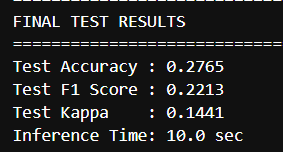 FINAL TEST RESULTS
==============================
Test Accuracy : 0.2765
Test F1 Score : 0.2213
Test Kappa    : 0.1441
Inference Time: 10.0 sec